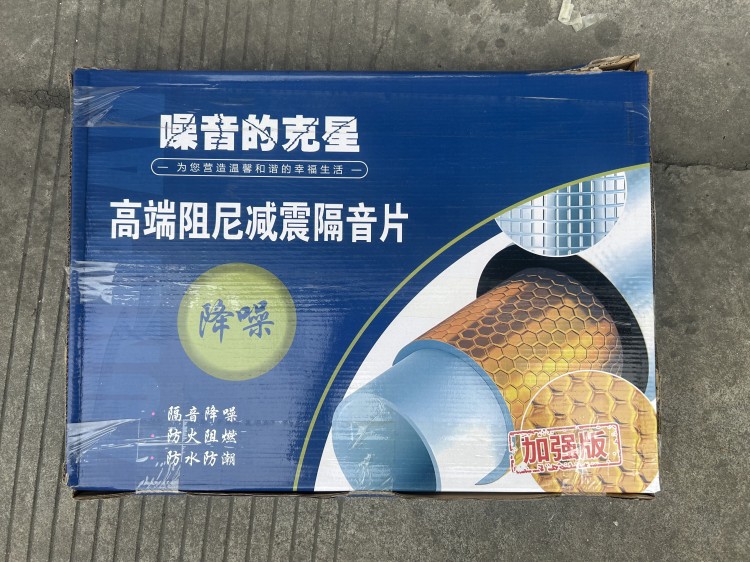 噪音的克星
为您营造温馨和谐的幸福生活
高端阻尼减震隔音片
降噪
隔音降噪
防火阻燃
防水防潮
加强版